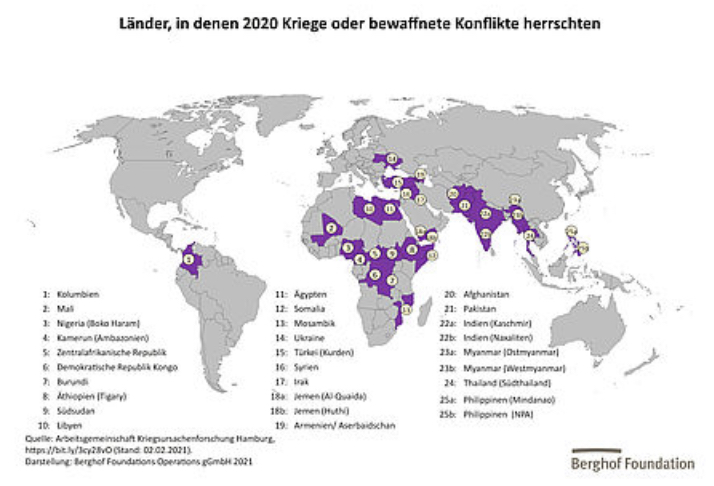 Länder, in denen 2020 Kriege oder bewaffnete Konflikte herrschten
1: Kolumbien
2: Mali
3: Nigeria (Boko Haram)
4: Kamerun (Ambazonien)
5: Zentralafrikanische Republik
6: Demokratische Republik Kongo
7: Burundi
8: Äthiopien (Tigary)
9: Südsudan
10: Libyen
11: Ägypten
12: Somalia
13: Mosambik
14: Ukraine
15: Türkei (Kurden)
16: Syrien
17: Irak
18a: Jemen (Al-Quaida)
18b: Jemen (Huthi)
19: Armenien/ Aserbaidschan
20: Afghanistan
21: Pakistan
22a: Indien (Kaschmir)
22b: Indien (Naxaliten)
23a: Myanmar (Ostmyanmar)
23b: Myanmar (Westmyanmar)
24: Thailand (Südthailand)
25a: Philippinen (Mindanao)
25b: Philippinen (NPA)
Quelle: Arbeitsgemeinschaft Kriegsursachenforschung Hamburg,
(Stand: 02.02.2021).
Darstellung: Berghof Foundations Operations gGmbH 2021
Berghof Foundation